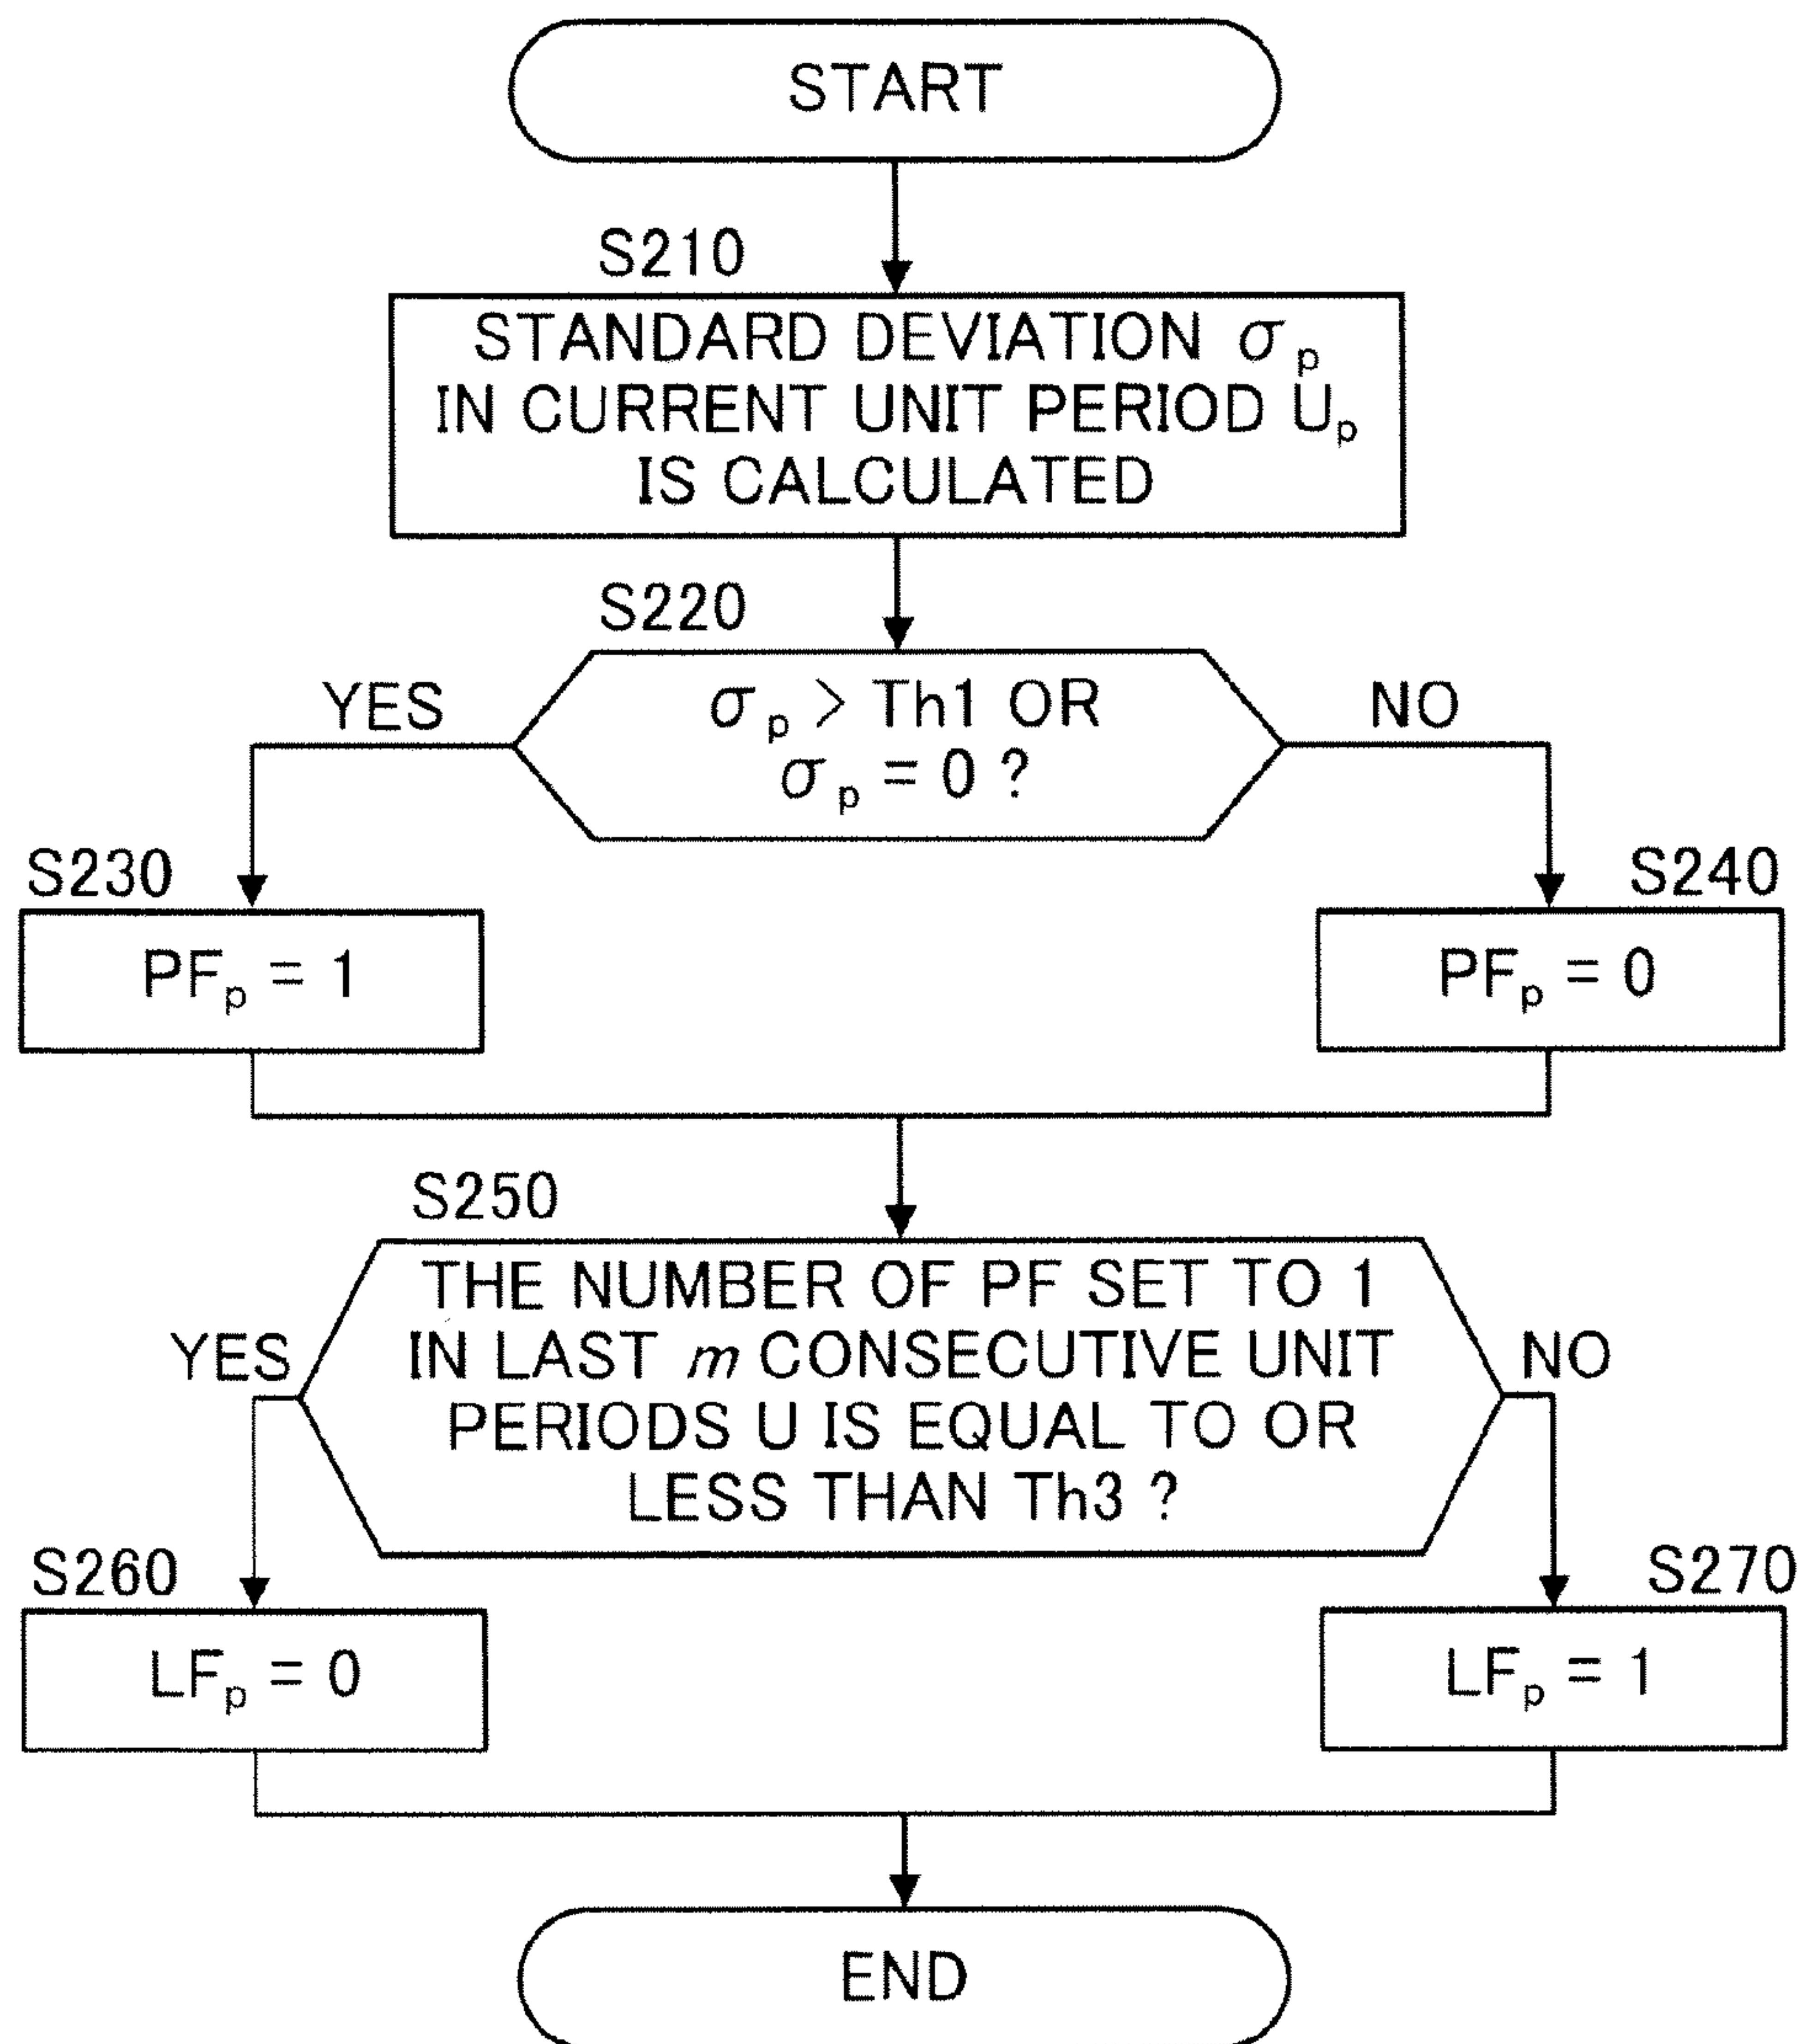 START
S210
STANDARD DEVIATION σp
IN CURRENT UNIT PERIOD Up
IS CALCULATED
S220
YES
σp > Th1 OR
σp = 0 ?
NO
S230
PFp = 1
S240
PFp = 0
S250
YES
THE NUMBER OF PF SET TO 1
IN LAST m CONSECUTIVE UNIT
PERIODS U IS EQUAL TO OR
LESS THAN Th3 ?
NO
S260
LFp = 0
S270
LFp = 1
END